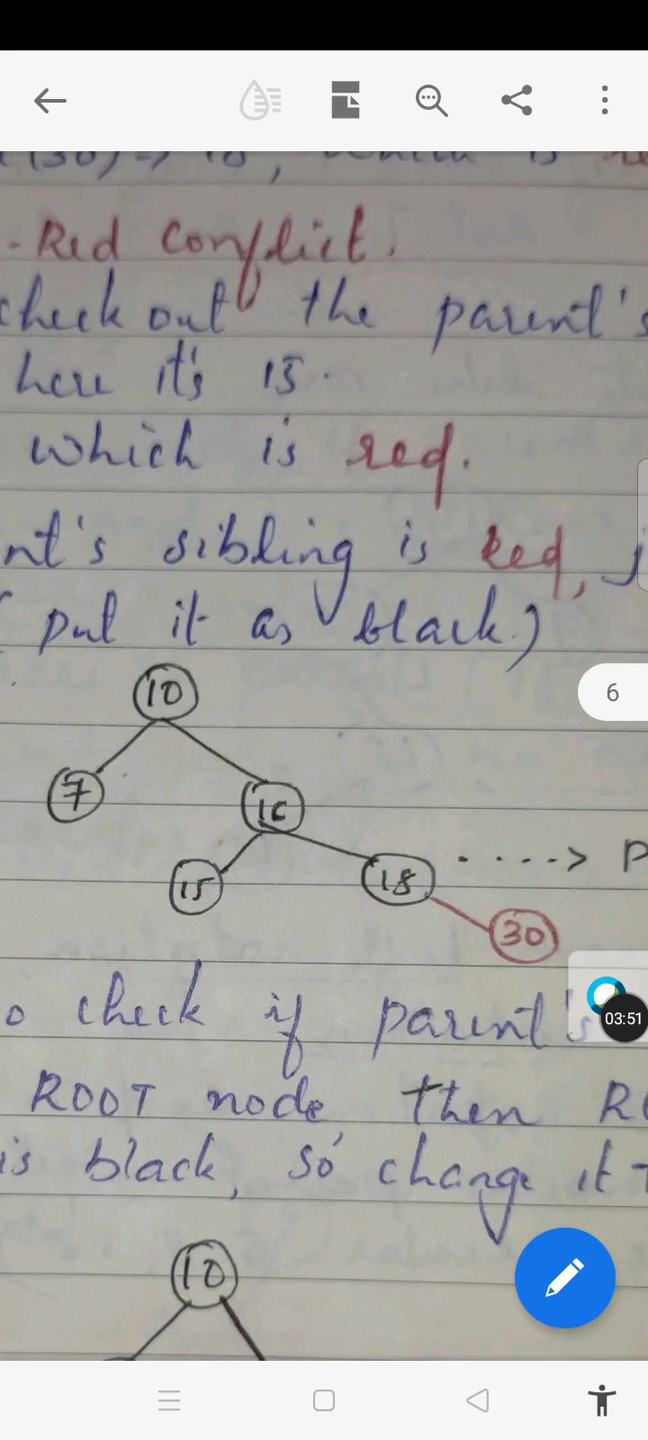 - Red Conflict.
check out the parent's
here it's 15.
which is red.
nt's sibling is Red, j
put it as black.)
10
6
7
16
15
18
....> P
30
o check if parent's
03:51
ROOT node then R
is black, so change it
10